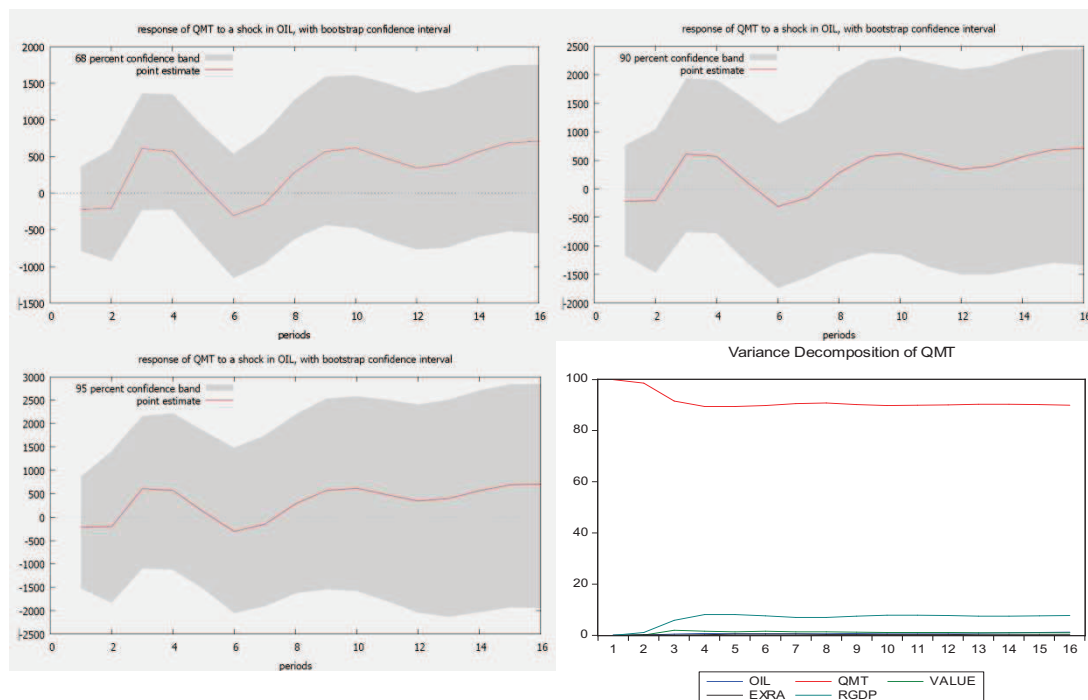 response of QMT to a shock in OIL, with bootstrap confidence interval
68 percent confidence band
point estimate
2000
1500
1000
500
0
-500
-1000
-1500
0 2 4 6 8 10 12 14 16
periods
response of QMT to a shock in OIL, with bootstrap confidence interval
90 percent confidence band
point estimate
2500
2000
1500
1000
500
0
-500
-1000
-1500
-2000
0 2 4 6 8 10 12 14 16
periods
response of QMT to a shock in OIL, with bootstrap confidence interval
95 percent confidence band
point estimate
3000
2500
2000
1500
1000
500
0
-500
-1000
-1500
-2000
-2500
0 2 4 6 8 10 12 14 16
periods
Variance Decomposition of QMT
100
80
60
40
20
0
1 2 3 4 5 6 7 8 9 10 11 12 13 14 15 16
OIL QMT VALUE
EXRA RGDP